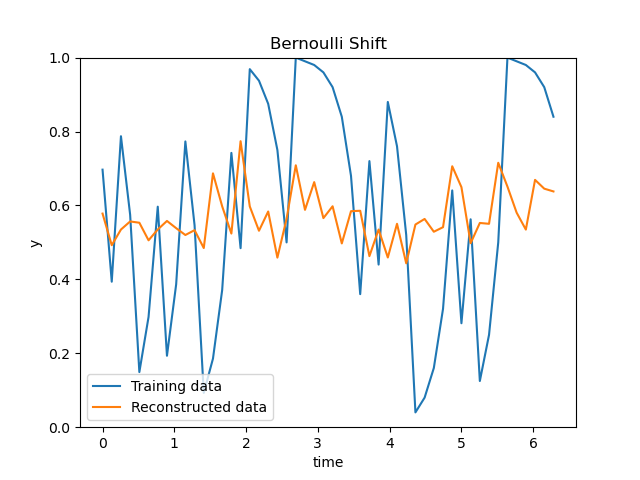 Bernoulli Shift
1.0
0.8
0.6
0.4
0.2
0.0
y
Training data
Reconstructed data
0 1 2 3 4 5 6
time